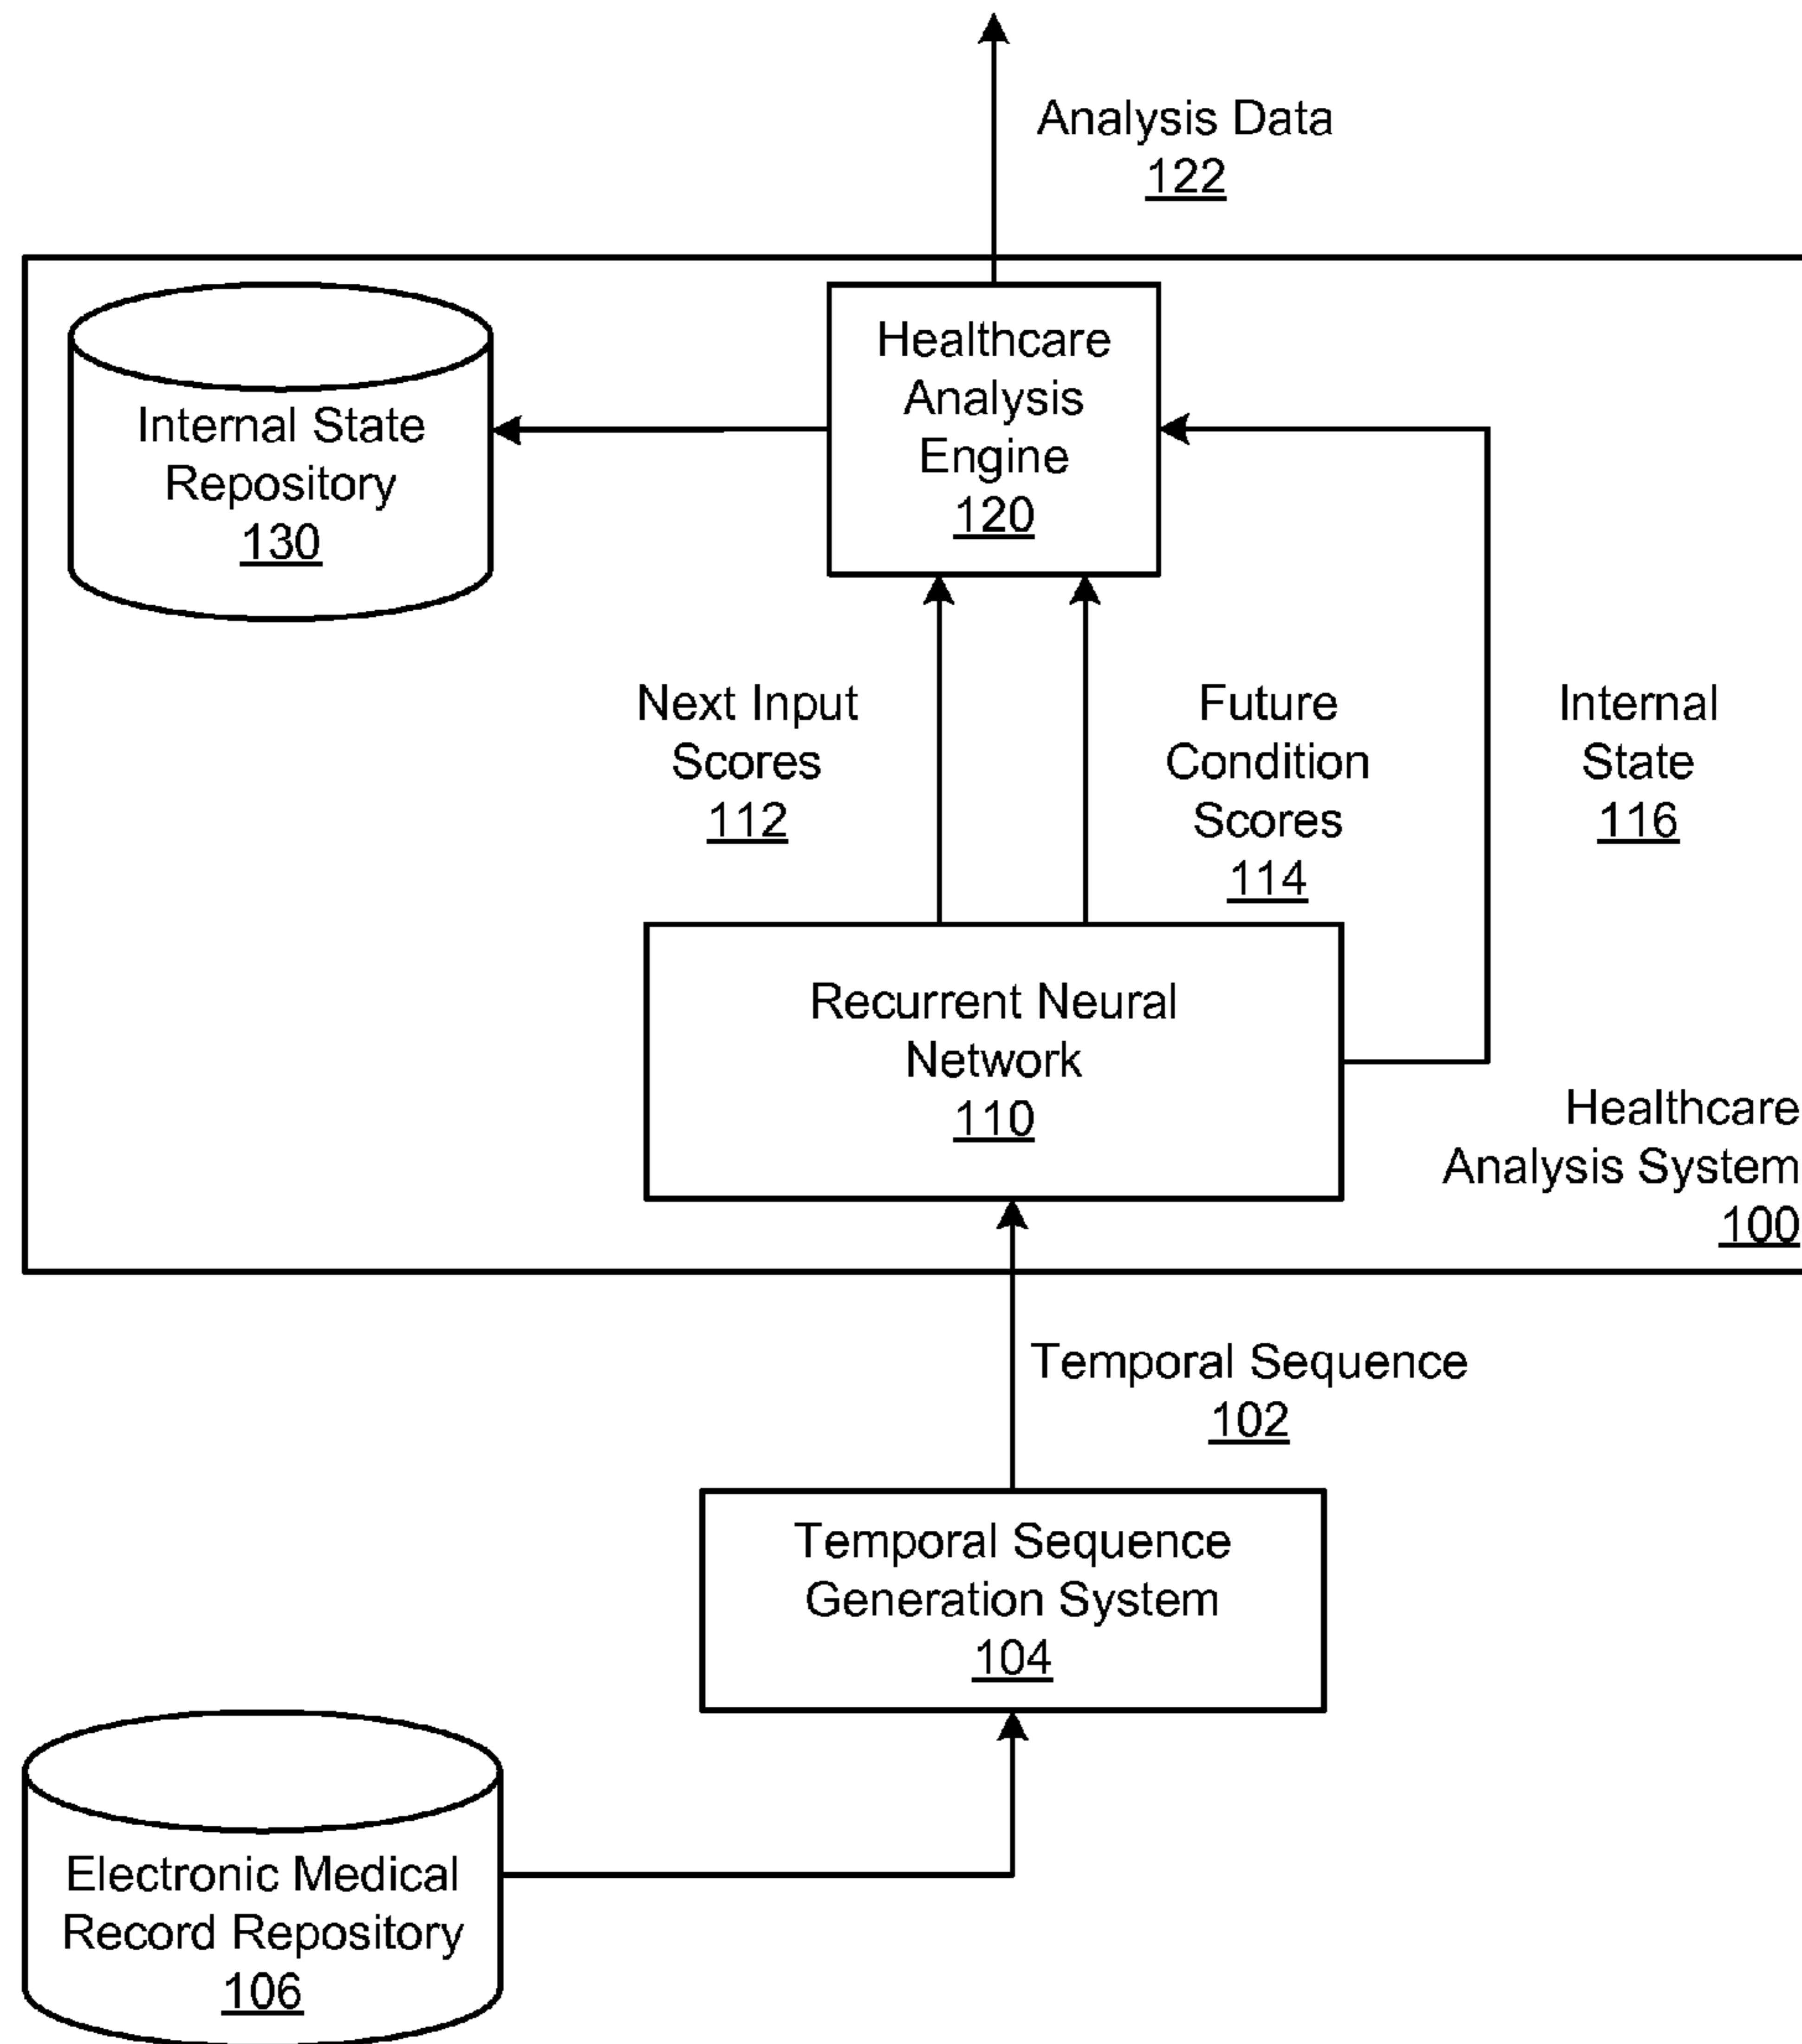 Analysis Data
122
Healthcare
Analysis
Engine
120
Internal State
Repository
130
Next Input
Scores
112
Future
Condition
Scores
114
Internal
State
116
Recurrent Neural
Network
110
Healthcare
Analysis System
100
Temporal Sequence
102
Temporal Sequence
Generation System
104
Electronic Medical
Record Repository
106